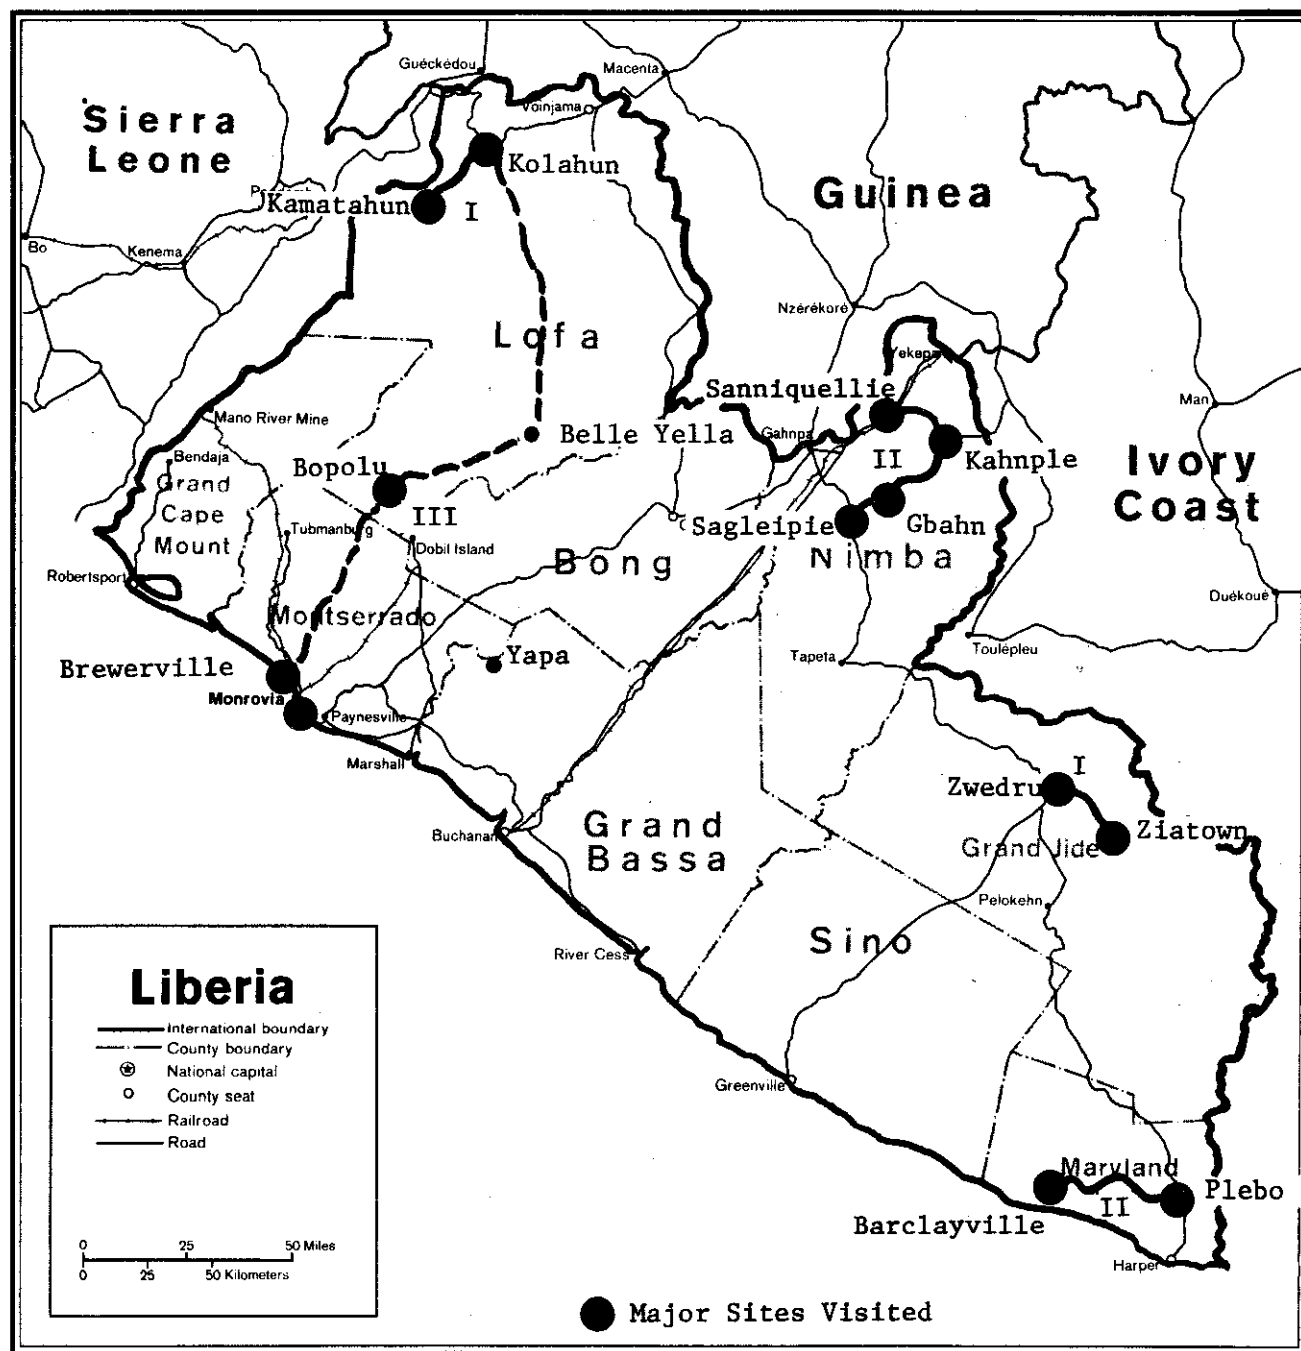 Guéckédou
Macenta
Sierra
Leone
Voinjama
Kolahun
Guinea
Kamatahun
I
Bo
Kenema
Nzérékoré
Lofa
Yekepa
Sanniquellie
Man
Mano River Mine
Belle Yella
Gahnpa
Bendaja
Bopolu
II
Kahnple
Ivory
Coast
Grand
Cape
Mount
III
Sagleipie
Gbahn
Tubmanburg
Dobil Island
Bong
Nimba
Robertsport
Duékoué
Montserrado
Brewerville
Yapa
Tapeta
Toulépleu
Monrovia
Paynesville
Marshall
I
Zwedru
Buchanan
Grand
Bassa
Ziatown
Grand Jide
Pelokehn
Sino
River Cess
Liberia
International boundary
County boundary
National capital
County seat
Railroad
Road
Greenville
Maryland
Plebo
II
Barclayville
0 25 50 Miles
0 25 50 Kilometers
Harper
Major Sites Visited